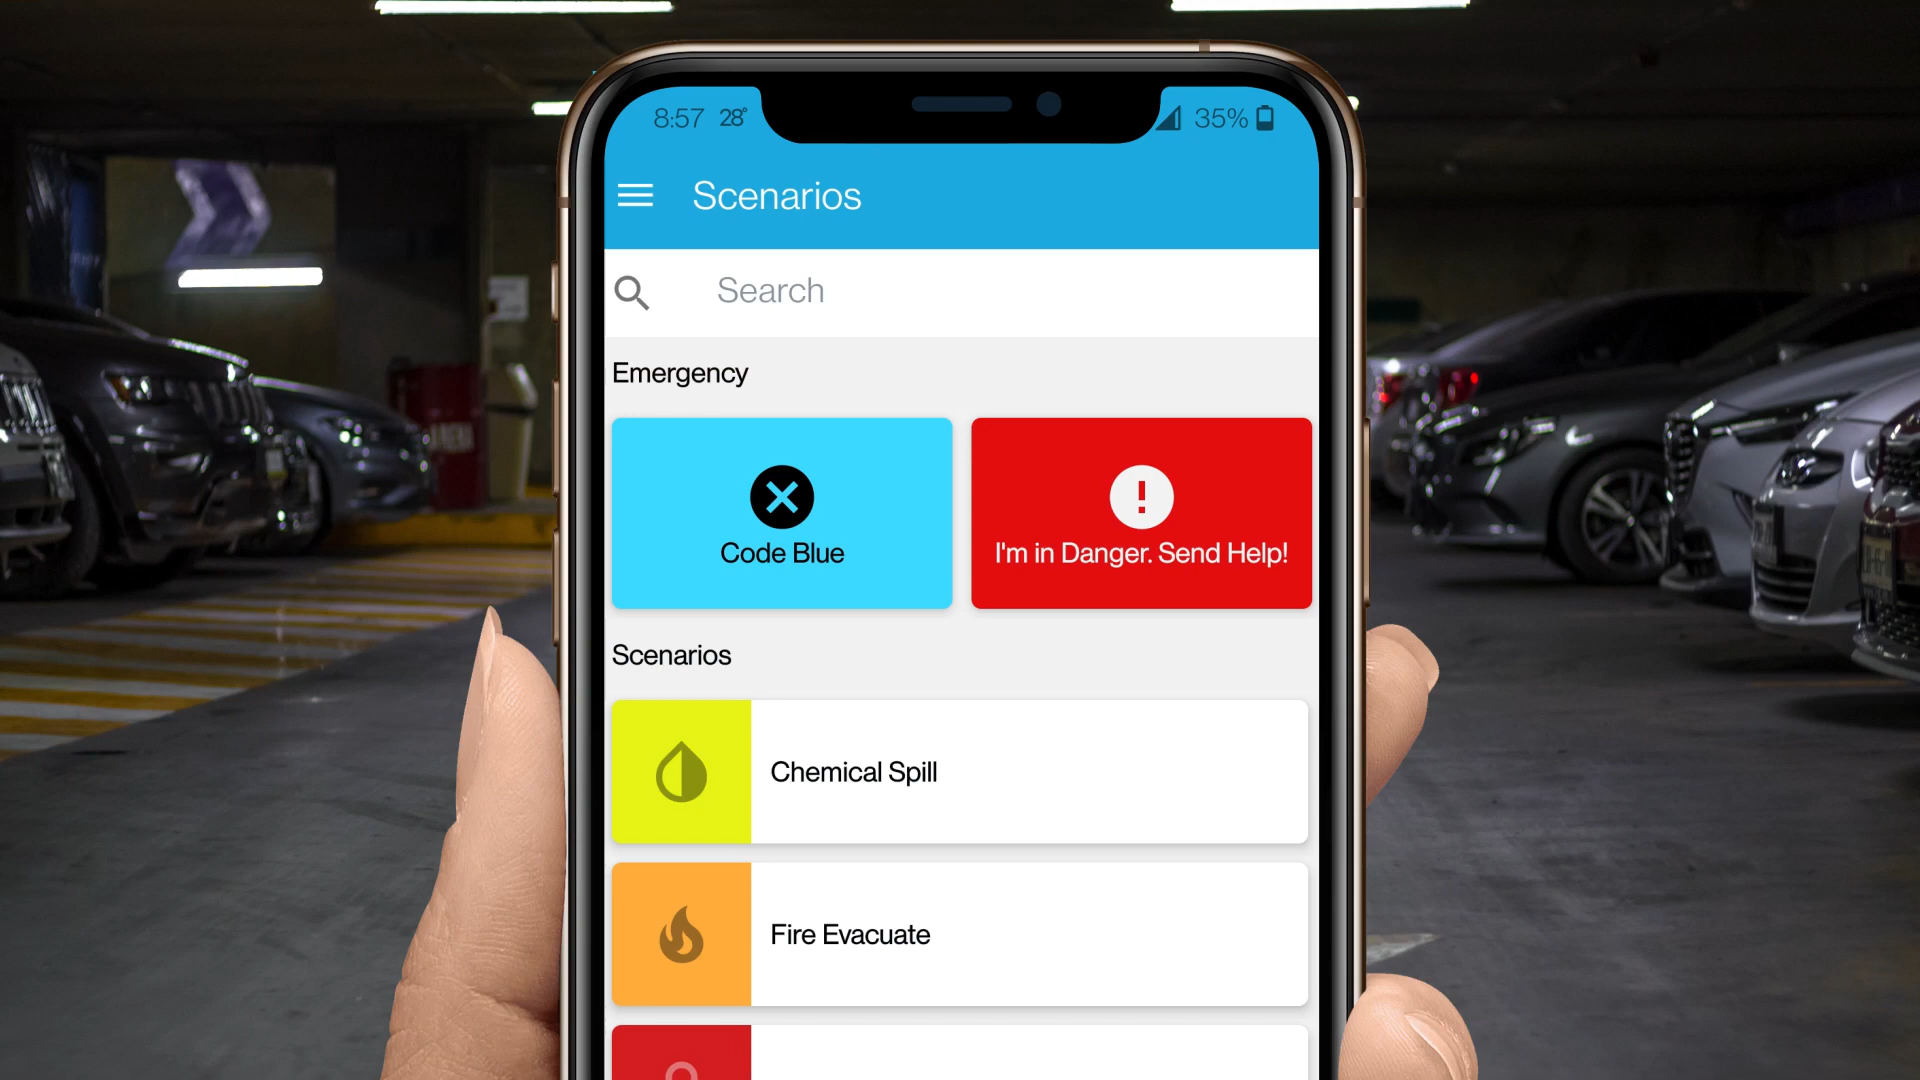 8:57 28° 35%
Scenarios
Search
Emergency
Code Blue
I'm in Danger. Send Help!
Scenarios
Chemical Spill
Fire Evacuate